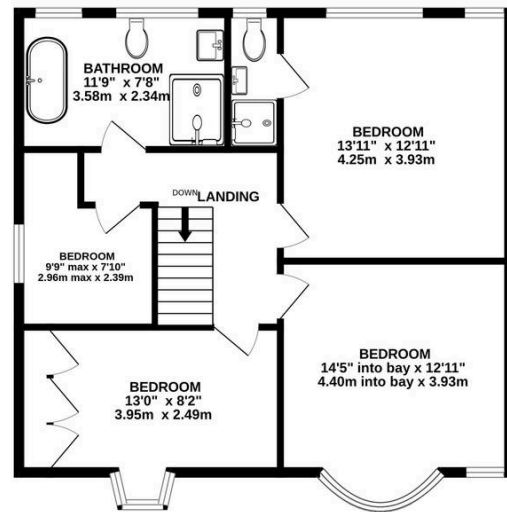 BATHROOM
11'9" x 7'8"
3.58m x 2.34m
BEDROOM
13'11" x 12'11"
4.25m x 3.93m
DOWN
LANDING
BEDROOM
9'9" max x 7'10"
2.96m max x 2.39m
BEDROOM
14'5" into bay x 12'11"
4.40m into bay x 3.93m
BEDROOM
13'0" x 8'2"
3.95m x 2.49m